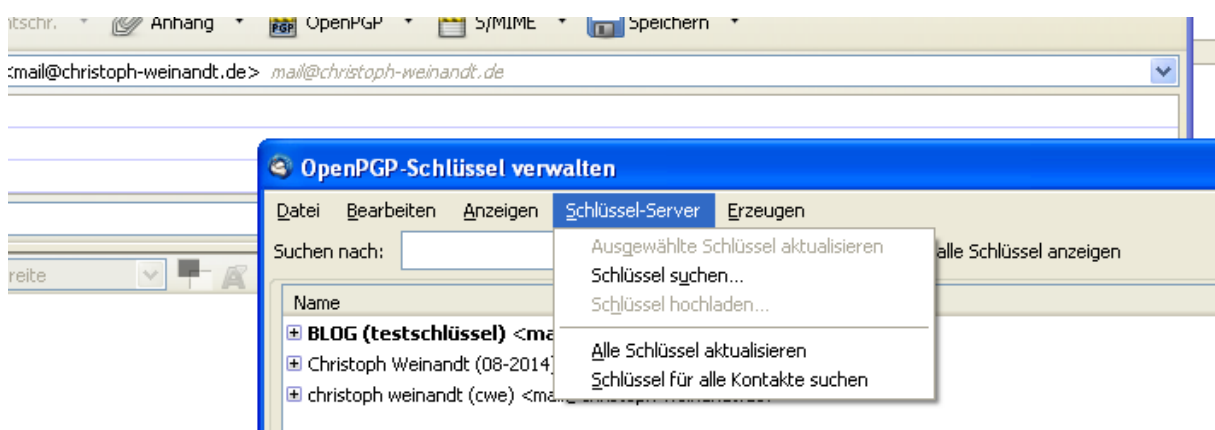 Anhang OpenPGP S/MIME Speichern
<mail@christoph-weinandt.de> mail@christoph-weinandt.de
OpenPGP-Schlüssel verwalten
Datei Bearbeiten Anzeigen Schlüssel-Server Erzeugen
Suchen nach: alle Schlüssel anzeigen
Ausgewählte Schlüssel aktualisieren
Schlüssel suchen...
Schlüssel hochladen...
Alle Schlüssel aktualisieren
Schlüssel für alle Kontakte suchen
Name
BLOG (testschlüssel) <ma
Christoph Weinandt (08-2014)
christoph weinandt (cwe) <ma